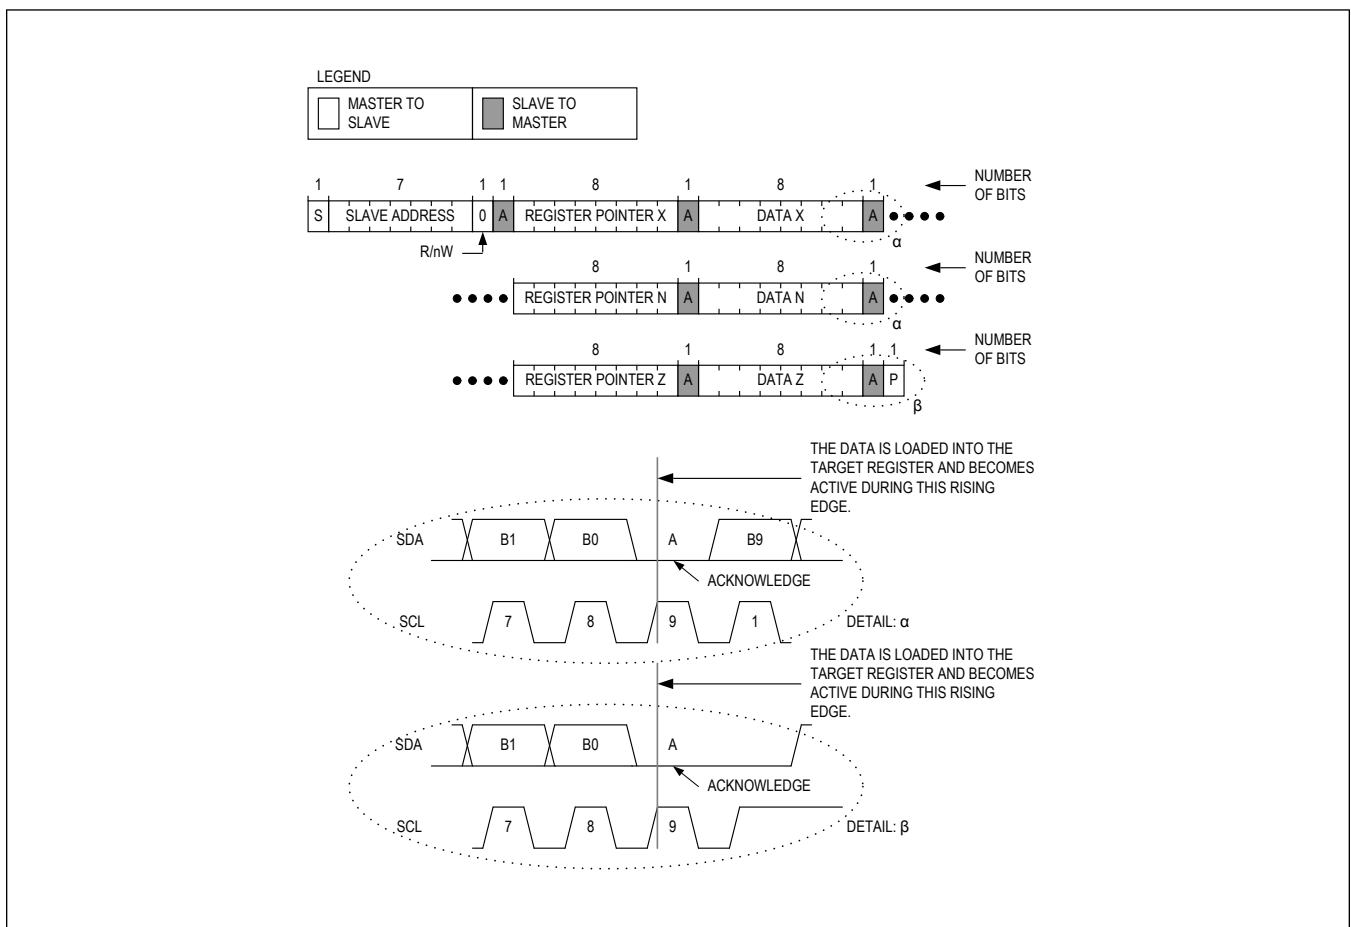 LEGEND
MASTER TO
SLAVE
SLAVE TO
MASTER
1 7 1 1 8 1 8 1
NUMBER
OF BITS
S SLAVE ADDRESS 0 A REGISTER POINTER X A DATA X A
α
R/nW
8 1 8 1
NUMBER
OF BITS
REGISTER POINTER N A DATA N A
α
8 1 8 1 1
NUMBER
OF BITS
REGISTER POINTER Z A DATA Z A P
β
THE DATA IS LOADED INTO THE
TARGET REGISTER AND BECOMES
ACTIVE DURING THIS RISING
EDGE.
SDA B1 B0 A B9
ACKNOWLEDGE
SCL 7 8 9 1 DETAIL: α
THE DATA IS LOADED INTO THE
TARGET REGISTER AND BECOMES
ACTIVE DURING THIS RISING
EDGE.
SDA B1 B0 A
ACKNOWLEDGE
SCL 7 8 9 DETAIL: β